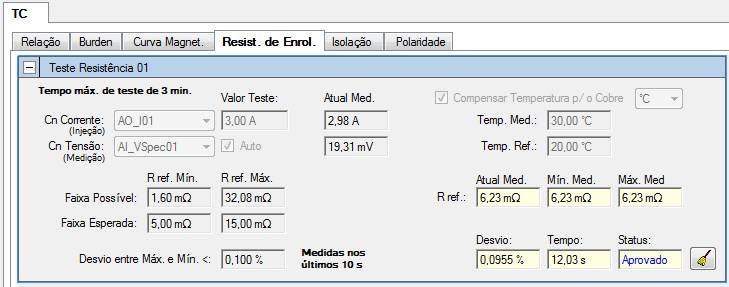 TC
Relação Burden Curva Magnet. Resist. de Enrol. Isolação Polaridade
Teste Resistência 01
Tempo máx. de teste de 3 min. Valor Teste: Atual Med. Compensar Temperatura p/ o Cobre °C
Cn Corrente: (Injeção) AO_I01 3,00 A 2,98 A Temp. Med.: 30,00 °C
Cn Tensão: (Medição) AI_VSpec01 Auto 19,31 mV Temp. Ref.: 20,00 °C
R ref. Mín. R ref. Máx. Atual Med. Mín. Med. Máx. Med
Faixa Possível: 1,60 mΩ 32,08 mΩ R ref.: 6,23 mΩ 6,23 mΩ 6,23 mΩ
Faixa Esperada: 5,00 mΩ 15,00 mΩ
Desvio: Tempo: Status:
Desvio entre Máx. e Mín. <: 0,100 % Medidas nos últimos 10 s 0,0955 % 12,03 s Aprovado